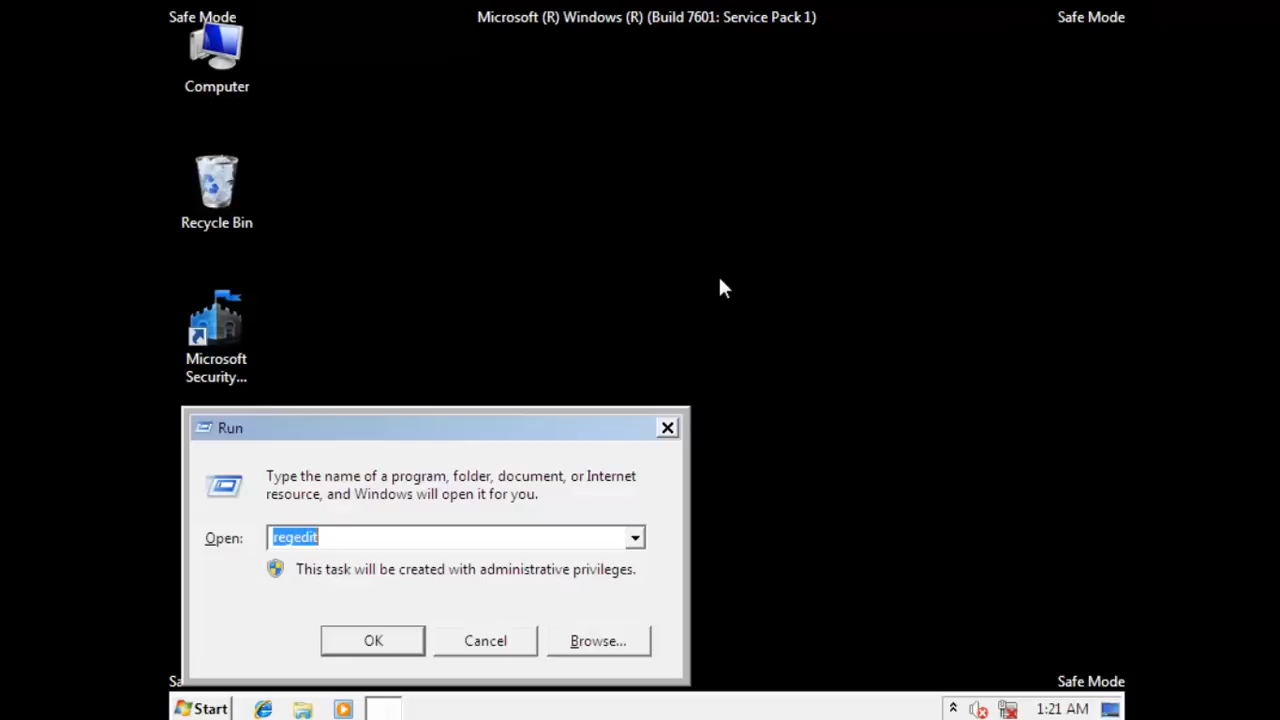 Safe Mode
Microsoft (R) Windows (R) (Build 7601: Service Pack 1)
Safe Mode
Computer
Recycle Bin
Microsoft
Security...
Run
Type the name of a program, folder, document, or Internet
resource, and Windows will open it for you.
Open:
regedit
This task will be created with administrative privileges.
OK
Cancel
Browse...
Sa
Safe Mode
Start
1:21 AM